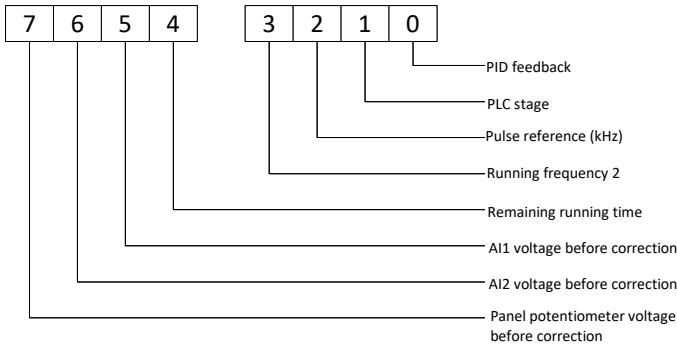 7 6 5 4 3 2 1 0
PID feedback
PLC stage
Pulse reference (kHz)
Running frequency 2
Remaining running time
AI1 voltage before correction
AI2 voltage before correction
Panel potentiometer voltage
before correction